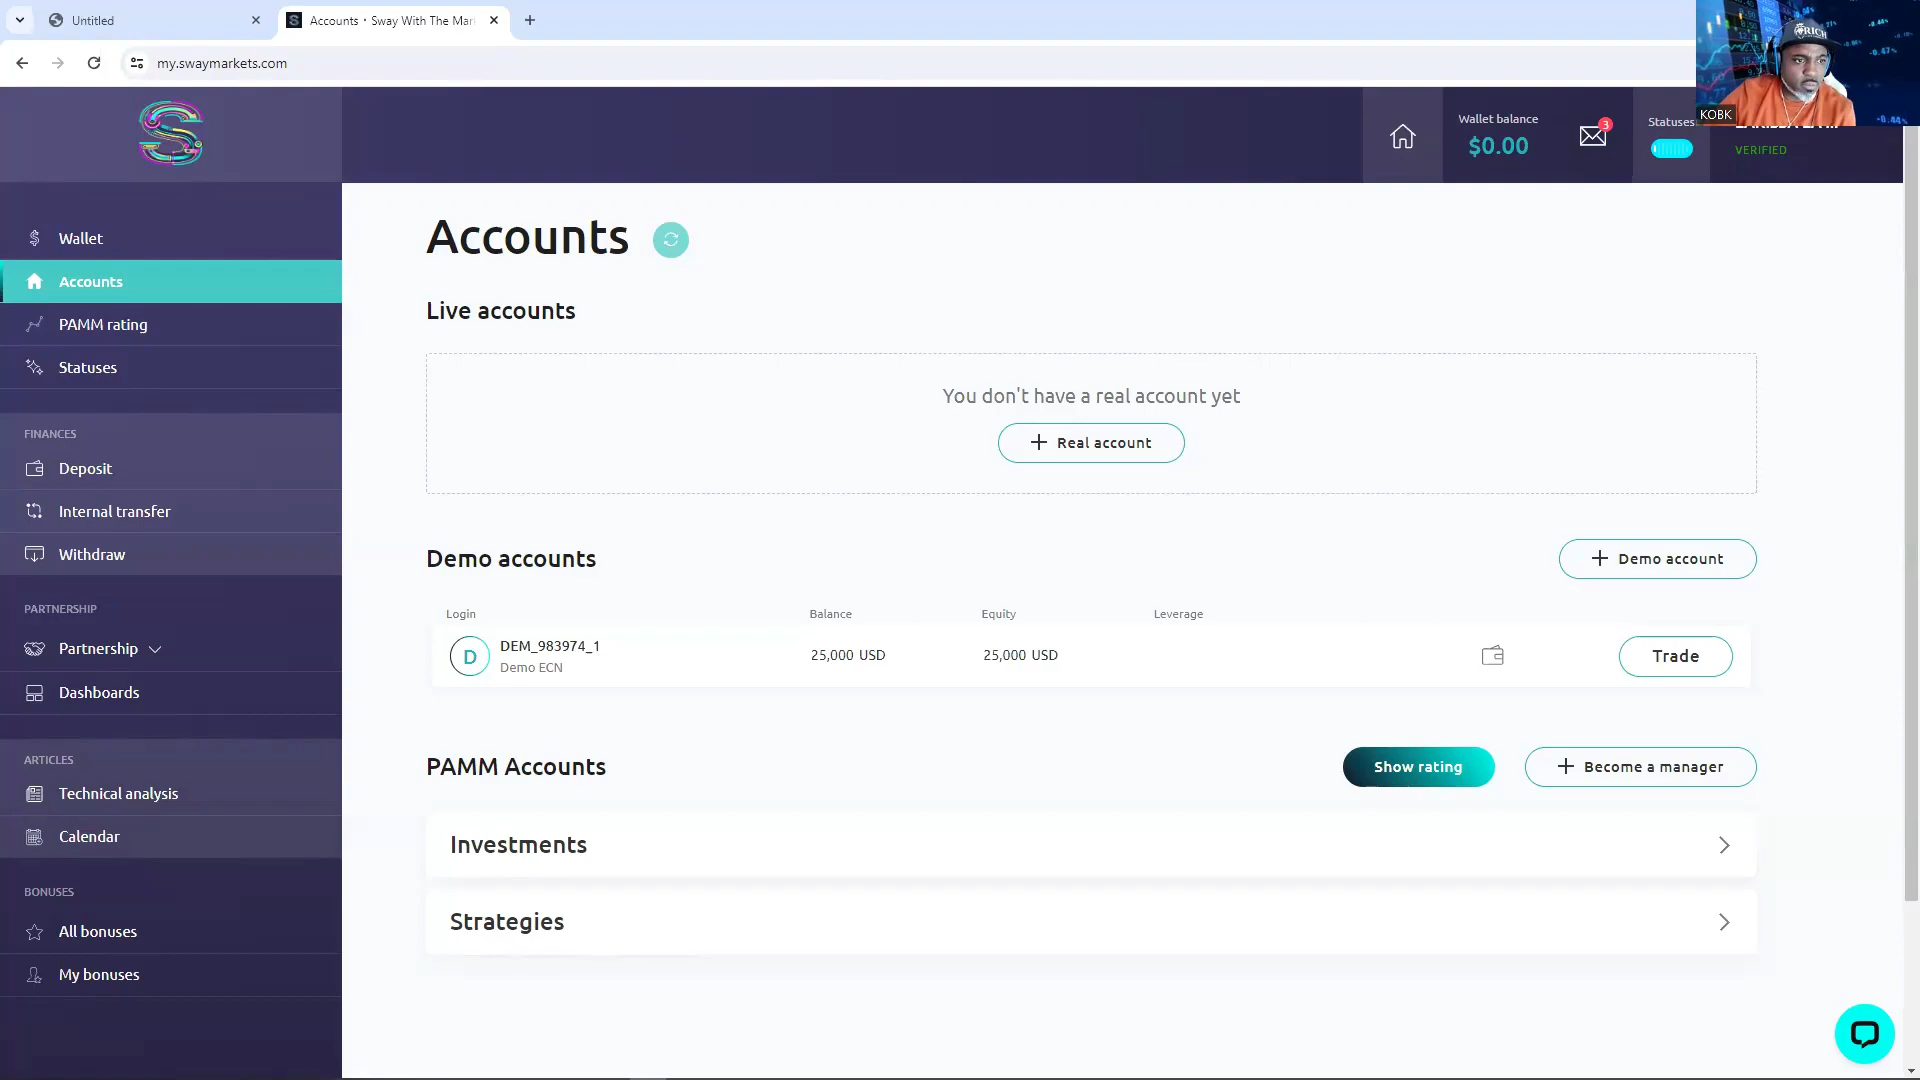 Untitled
Accounts · Sway With The Mar
my.swaymarkets.com
RICH
KOBK
Wallet balance
$0.00
3
Statuses
VERIFIED
Wallet
Accounts
PAMM rating
Statuses
FINANCES
Deposit
Internal transfer
Withdraw
PARTNERSHIP
Partnership
Dashboards
ARTICLES
Technical analysis
Calendar
BONUSES
All bonuses
My bonuses
Accounts
Live accounts
You don't have a real account yet
+ Real account
Demo accounts
+ Demo account
Login Balance Equity Leverage
D DEM_983974_1 25,000 USD 25,000 USD Trade
Demo ECN
PAMM Accounts
Show rating
+ Become a manager
Investments
Strategies